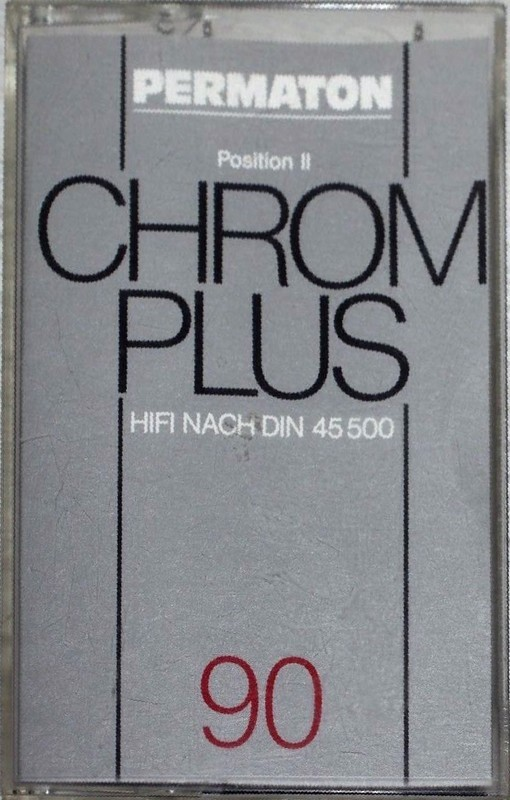 PERMATON
Position II
CHROM
PLUS
HIFI NACH DIN 45 500
90